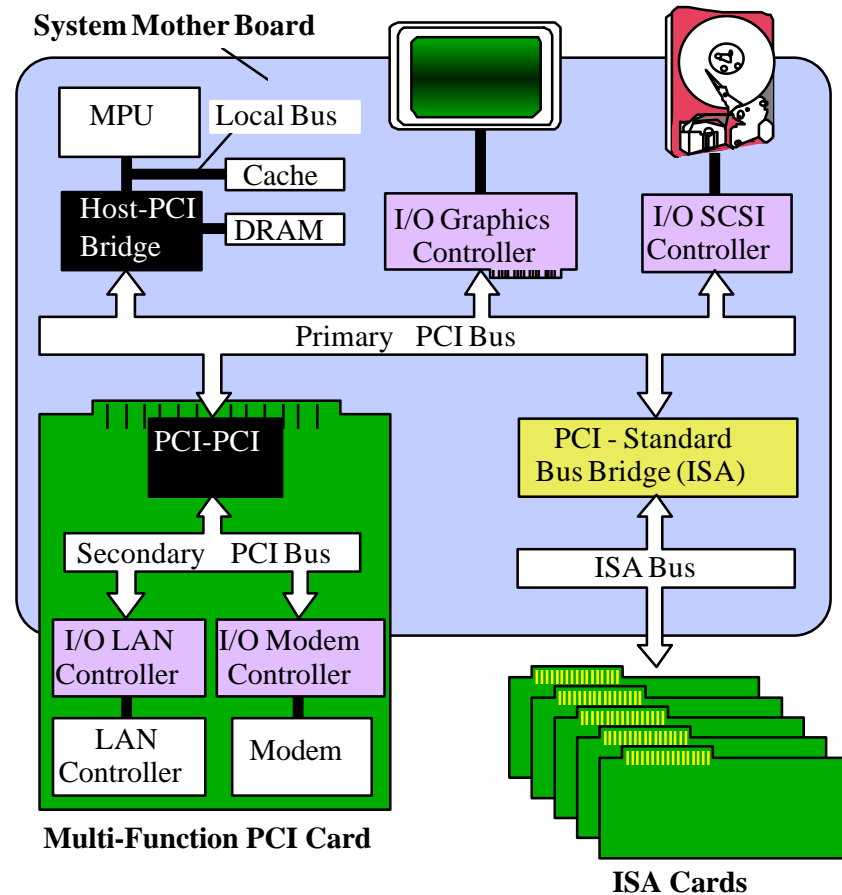 System Mother Board
MPU
Local Bus
Cache
Host-PCI
Bridge
DRAM
I/O Graphics
Controller
I/O SCSI
Controller
Primary PCI Bus
PCI-PCI
PCI - Standard
Bus Bridge (ISA)
Secondary PCI Bus
ISA Bus
I/O LAN
Controller
I/O Modem
Controller
LAN
Controller
Modem
Multi-Function PCI Card
ISA Cards